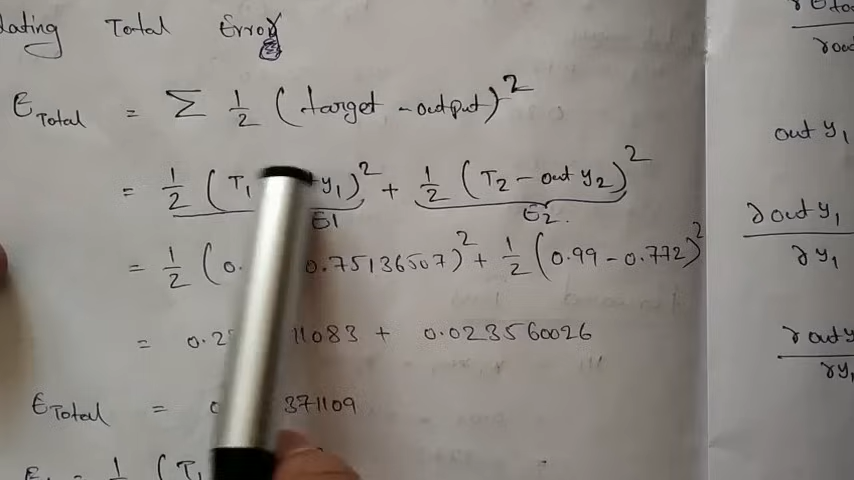 lating Total Error
E Total = Σ 1/2 (target - output)^2
= 1/2 (T1 y1)^2 + 1/2 (T2 - out y2)^2
E1 E2.
= 1/2 (0. 0.75136507)^2 + 1/2 (0.99 - 0.772)^2
= 0.2 11083 + 0.023560026
E Total = 371109
E1 = 1/2 (T1
out y1
∂out y1
∂y1
∂out y
∂y1